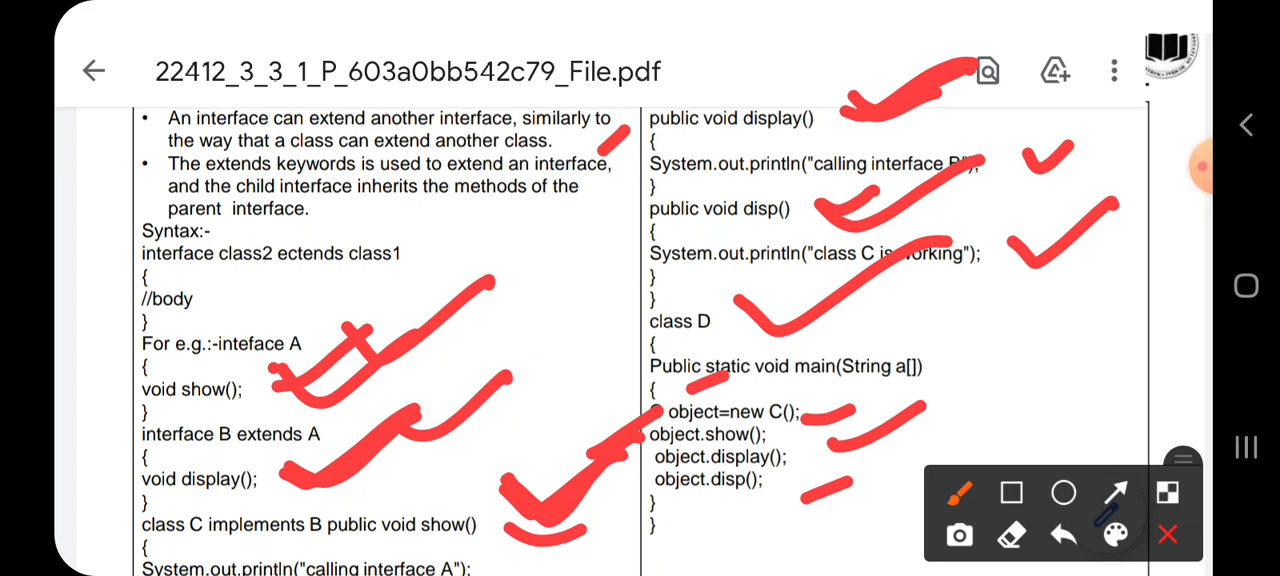 22412_3_3_1_P_603a0bb542c79_File.pdf
• An interface can extend another interface, similarly to
the way that a class can extend another class.
• The extends keywords is used to extend an interface,
and the child interface inherits the methods of the
parent interface.
Syntax:-
interface class2 ectends class1
{
//body
}
For e.g.:-inteface A
{
void show();
}
interface B extends A
{
void display();
}
class C implements B public void show()
{
System.out.println("calling interface A");
public void display()
{
System.out.println("calling interface B");
}
public void disp()
{
System.out.println("class C is working");
}
}
class D
{
Public static void main(String a[])
{
C object=new C();
object.show();
object.display();
object.disp();
}
}